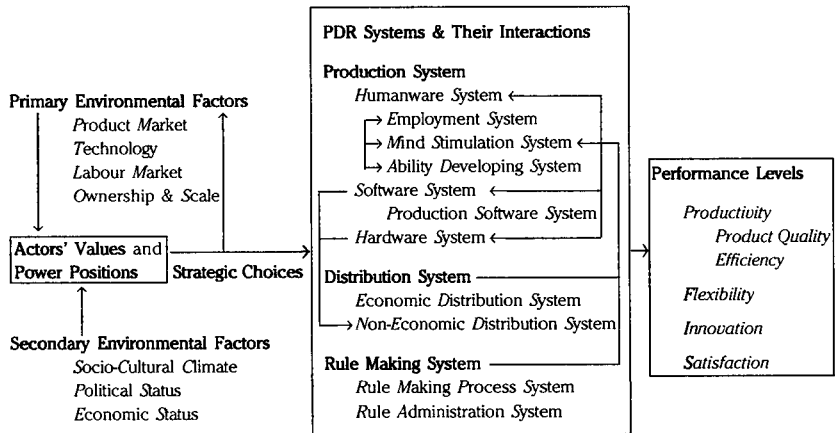 Primary Environmental Factors
Product Market
Technology
Labour Market
Ownership & Scale
Actors' Values and
Power Positions
Strategic Choices
Secondary Environmental Factors
Socio-Cultural Climate
Political Status
Economic Status
PDR Systems & Their Interactions
Production System
Humanware System
Employment System
Mind Stimulation System
Ability Developing System
Software System
Production Software System
Hardware System
Distribution System
Economic Distribution System
Non-Economic Distribution System
Rule Making System
Rule Making Process System
Rule Administration System
Performance Levels
Productivity
Product Quality
Efficiency
Flexibility
Innovation
Satisfaction